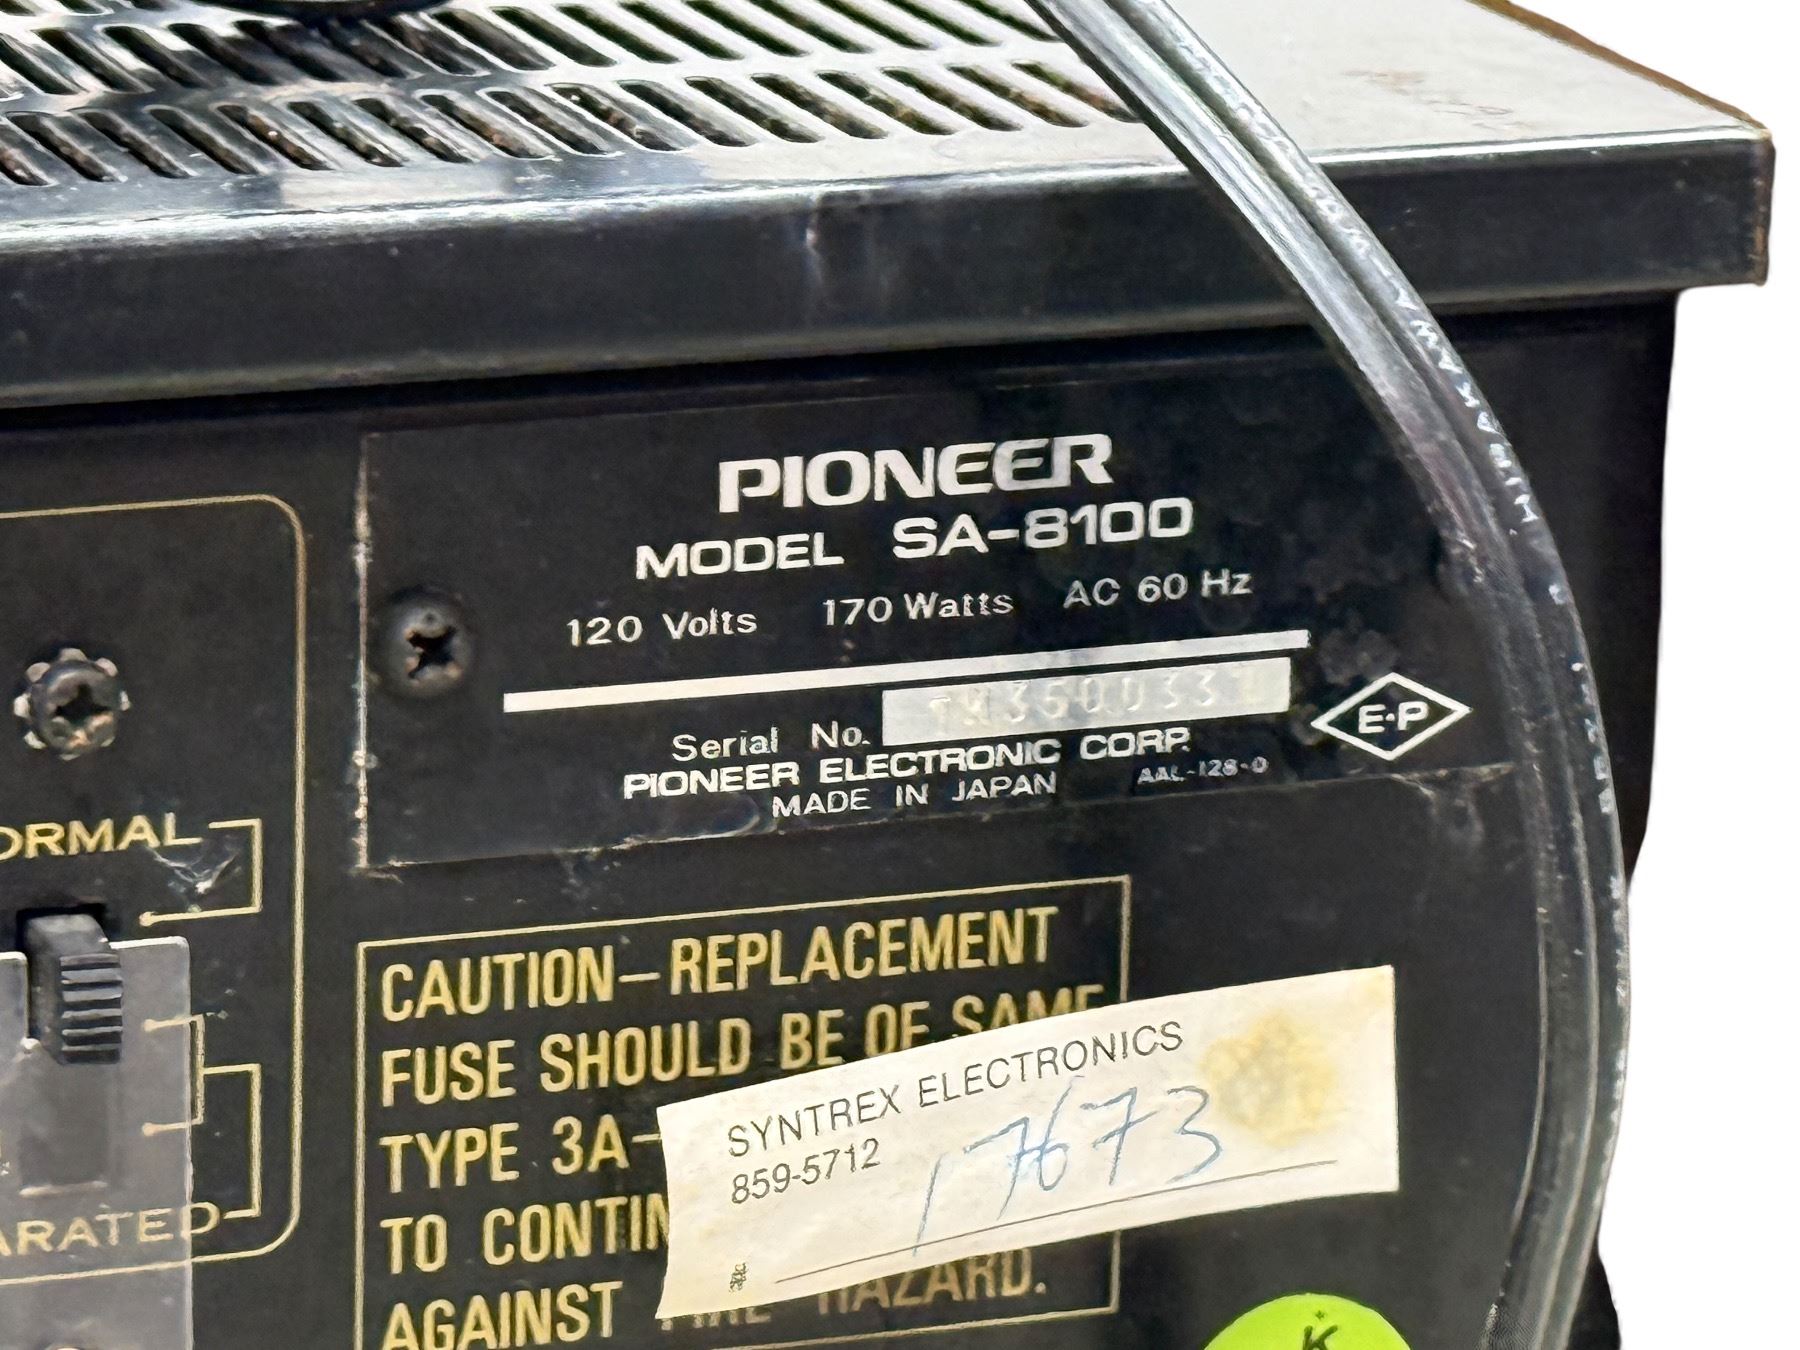 PIONEER
MODEL SA-8100
120 Volts 170 Watts AC 60 Hz
Serial No.
PIONEER ELECTRONIC CORP.
MADE IN JAPAN AAL-128-0
E·P
ORMAL
ARATED
CAUTION–REPLACEMENT
FUSE SHOULD BE OF SAME
TYPE 3A–
TO CONTIN
AGAINST FIRE HAZARD.
SYNTREX ELECTRONICS
859-5712
17673
#
K